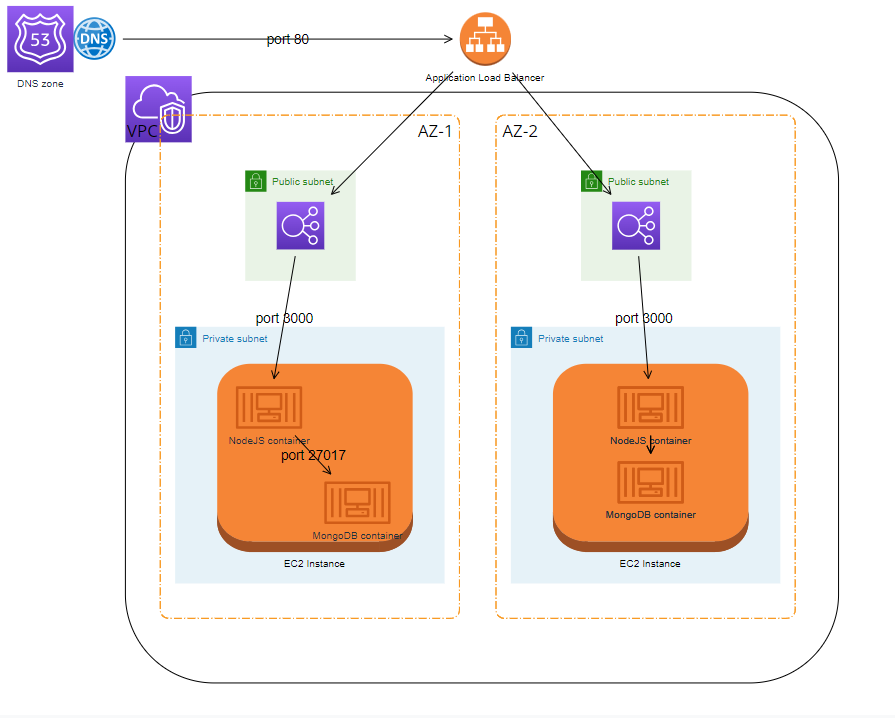 53
DNS
port 80
DNS zone
Application Load Balancer
VPC
AZ-1
AZ-2
Public subnet
Public subnet
port 3000
port 3000
Private subnet
Private subnet
NodeJS container
NodeJS container
port 27017
MongoDB container
MongoDB container
EC2 Instance
EC2 Instance